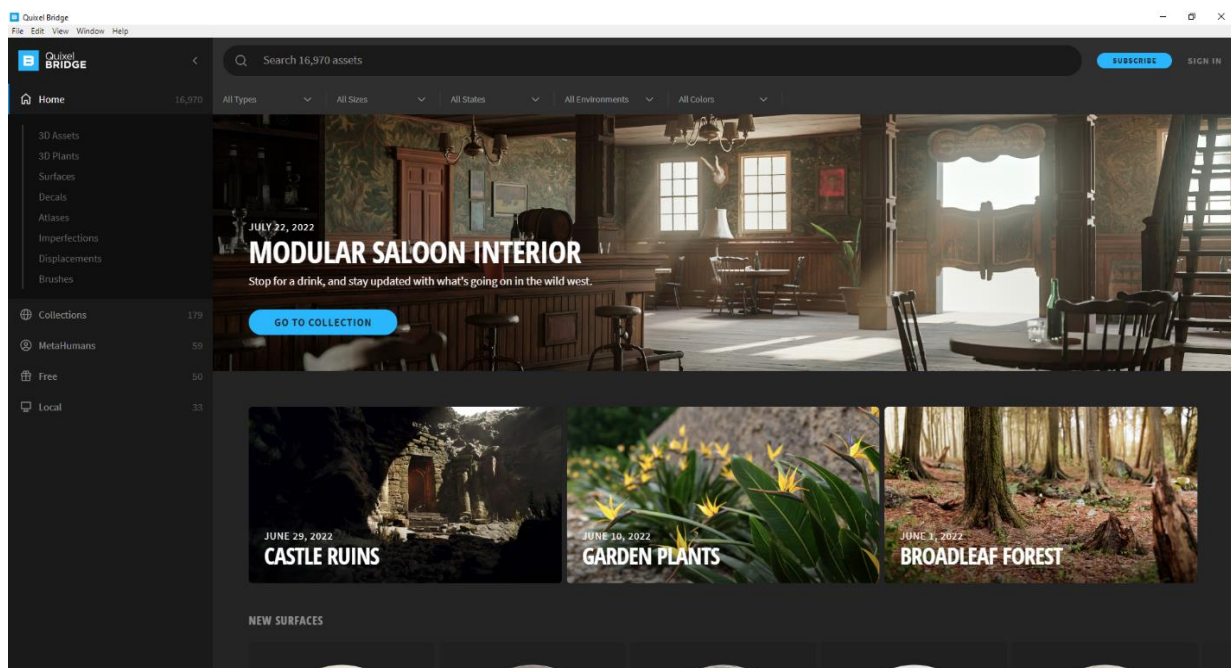 Quixel Bridge
File Edit View Window Help
Quixel
BRIDGE
Search 16,970 assets
SUBSCRIBE
SIGN IN
Home 16,970
All Types
All Sizes
All States
All Environments
All Colors
3D Assets
3D Plants
Surfaces
Decals
Atlases
Imperfections
Displacements
Brushes
Collections 179
MetaHumans 59
Free 50
Local 33
JULY 22, 2022
MODULAR SALOON INTERIOR
Stop for a drink, and stay updated with what's going on in the wild west.
GO TO COLLECTION
JUNE 29, 2022
CASTLE RUINS
JUNE 10, 2022
GARDEN PLANTS
JUNE 1, 2022
BROADLEAF FOREST
NEW SURFACES